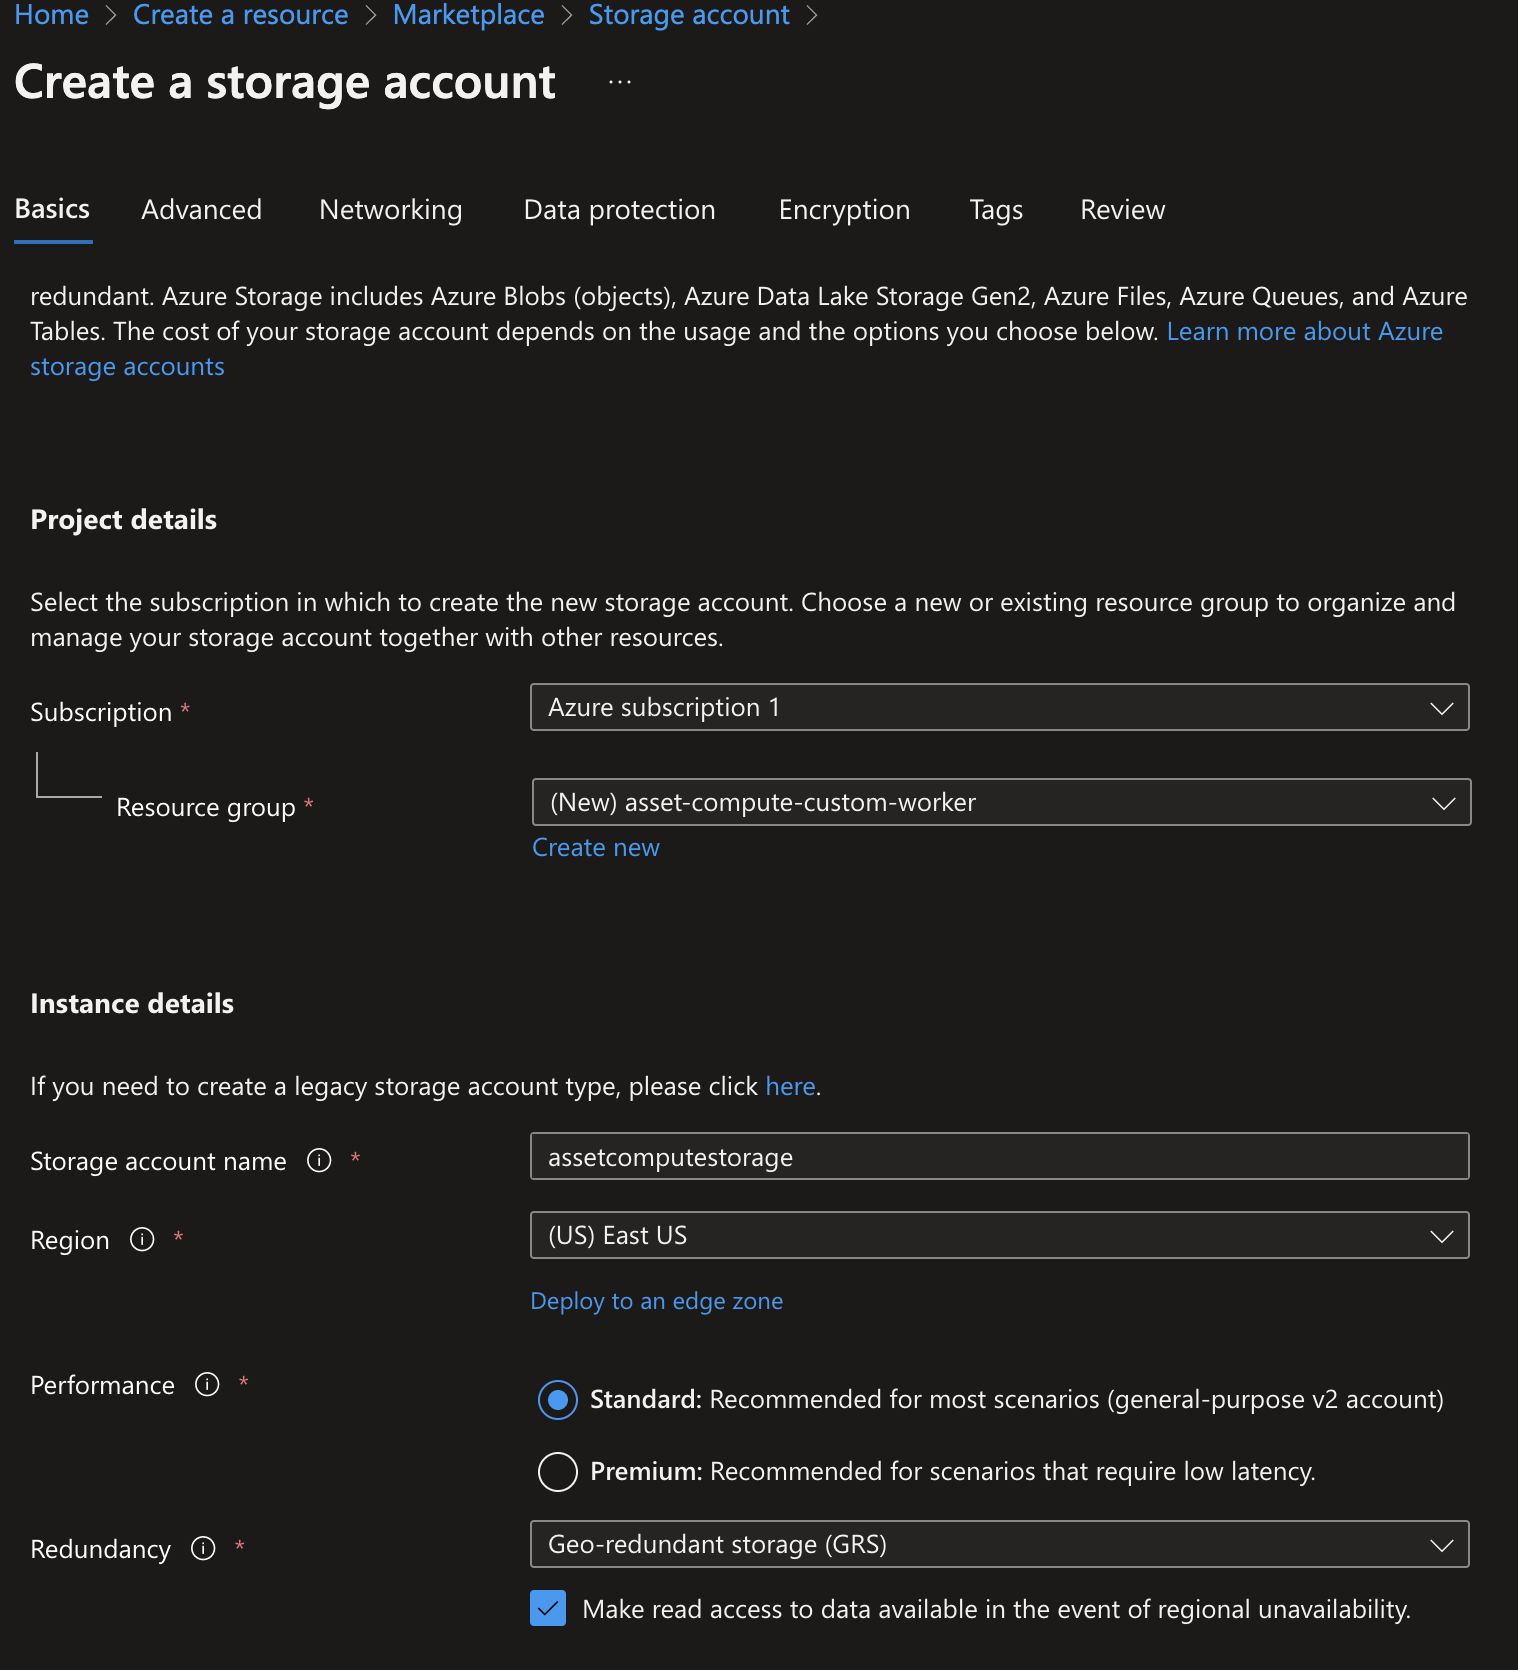 Home > Create a resource > Marketplace > Storage account >
Create a storage account ...
Basics Advanced Networking Data protection Encryption Tags Review
redundant. Azure Storage includes Azure Blobs (objects), Azure Data Lake Storage Gen2, Azure Files, Azure Queues, and Azure
Tables. The cost of your storage account depends on the usage and the options you choose below. Learn more about Azure
storage accounts
Project details
Select the subscription in which to create the new storage account. Choose a new or existing resource group to organize and
manage your storage account together with other resources.
Subscription * Azure subscription 1
Resource group * (New) asset-compute-custom-worker
Create new
Instance details
If you need to create a legacy storage account type, please click here.
Storage account name * assetcomputestorage
Region * (US) East US
Deploy to an edge zone
Performance * Standard: Recommended for most scenarios (general-purpose v2 account)
Premium: Recommended for scenarios that require low latency.
Redundancy * Geo-redundant storage (GRS)
Make read access to data available in the event of regional unavailability.